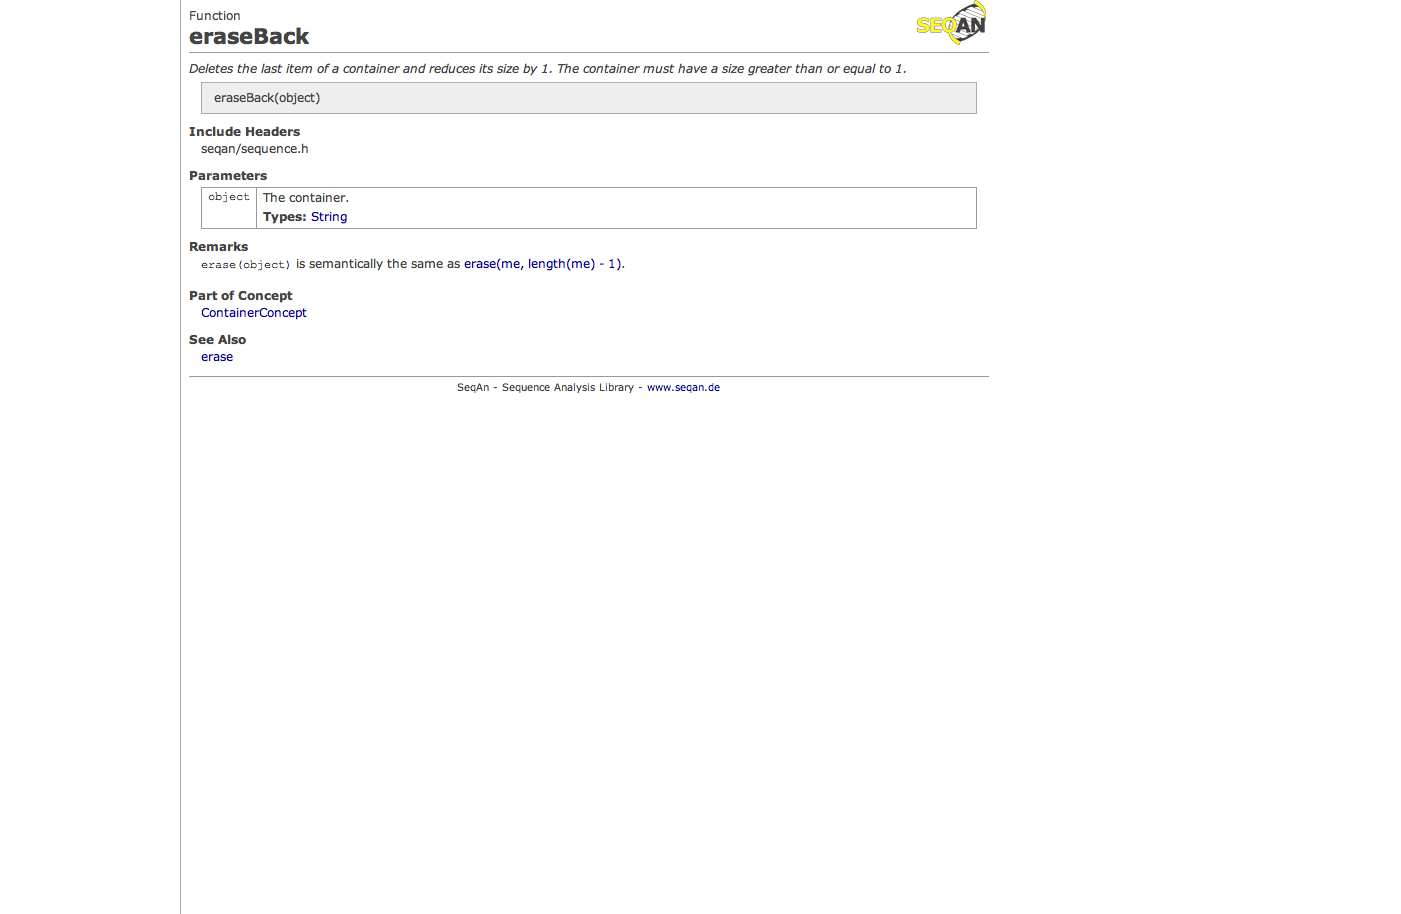 Function
eraseBack
SEQAN
Deletes the last item of a container and reduces its size by 1. The container must have a size greater than or equal to 1.
eraseBack(object)
Include Headers
seqan/sequence.h
Parameters
object The container.
Types: String
Remarks
erase(object) is semantically the same as erase(me, length(me) - 1).
Part of Concept
ContainerConcept
See Also
erase
SeqAn - Sequence Analysis Library - www.seqan.de